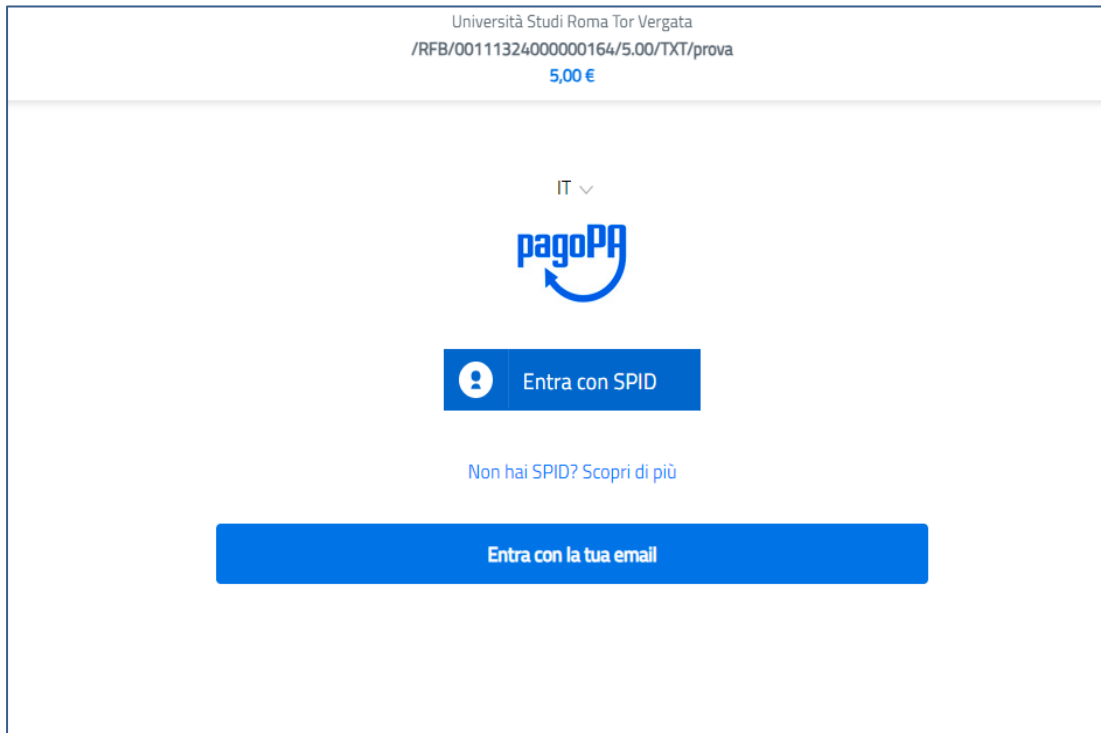 Università Studi Roma Tor Vergata
/RFB/00111324000000164/5.00/TXT/prova
5,00 €
IT
pagoPA
Entra con SPID
Non hai SPID? Scopri di più
Entra con la tua email